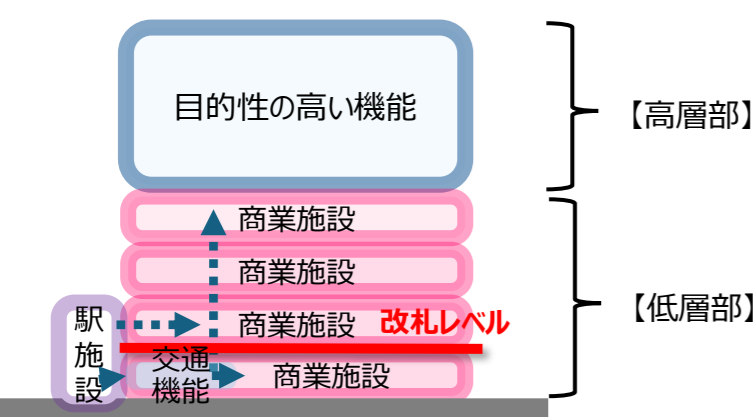 目的性の高い機能
【高層部】
商業施設
商業施設
【低層部】
駅
施
設
商業施設
改札レベル
交通
機能
商業施設